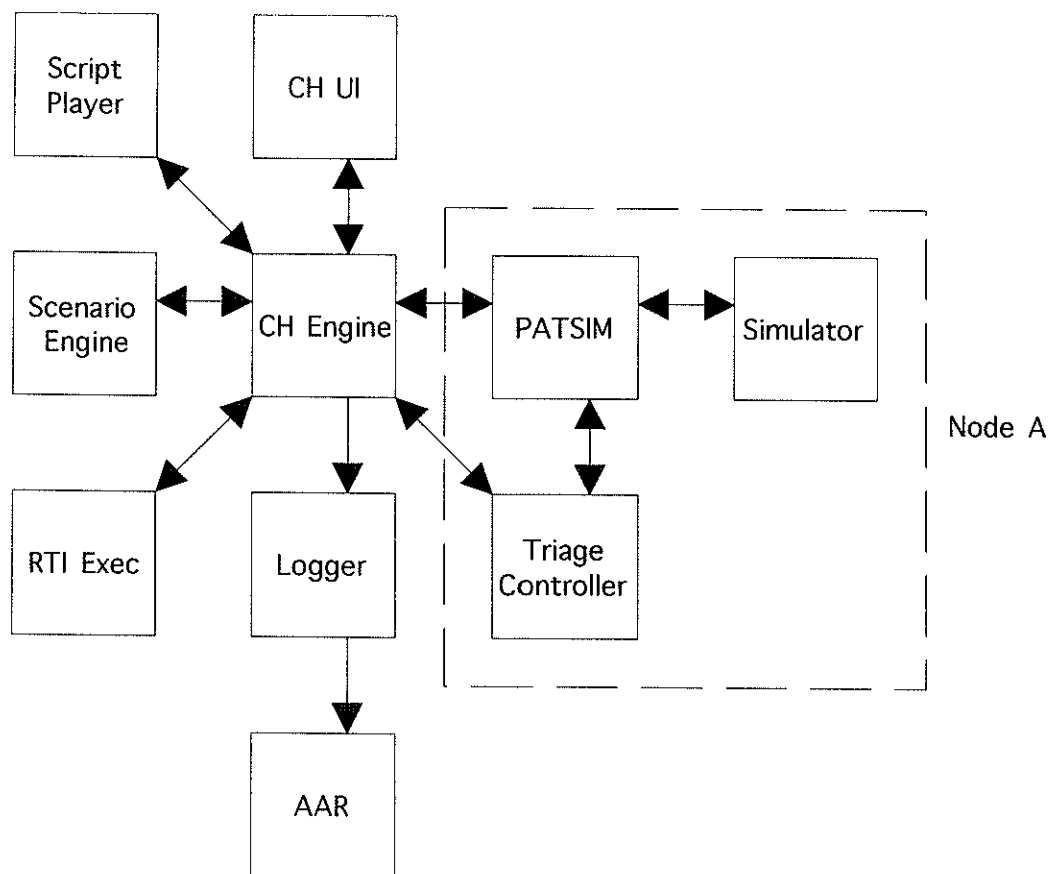 Script
Player
CH UI
Scenario
Engine
CH Engine
PATSIM
Simulator
Node A
RTI Exec
Logger
Triage
Controller
AAR